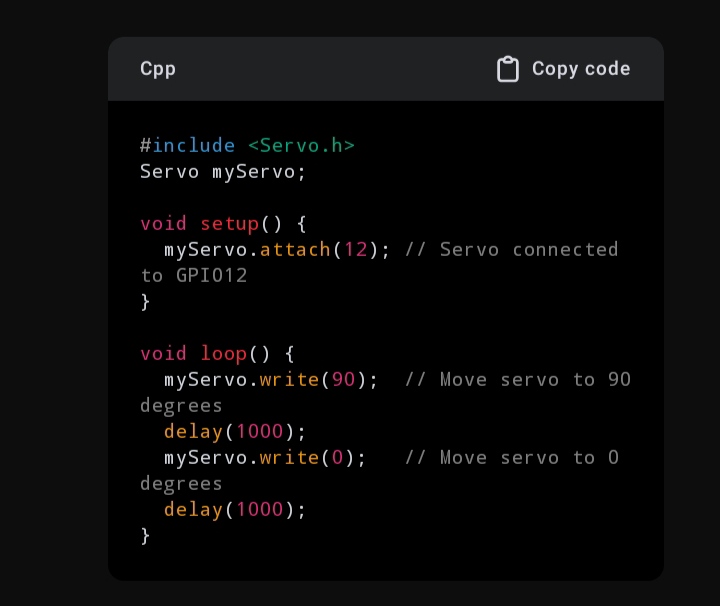 Cpp
Copy code
#include <Servo.h>
Servo myServo;
void setup() {
  myServo.attach(12); // Servo connected
to GPIO12
}
void loop() {
  myServo.write(90);  // Move servo to 90
degrees
  delay(1000);
  myServo.write(0);   // Move servo to 0
degrees
  delay(1000);
}